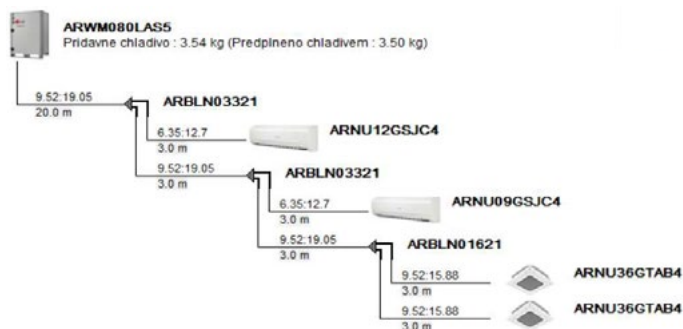 ARWM080LAS5
Pridavne chladivo : 3.54 kg (Predplneno chladivem : 3.50 kg)
9.52:19.05
20.0 m
ARBLN03321
6.35:12.7
3.0 m
ARNU12GSJC4
9.52:19.05
3.0 m
ARBLN03321
6.35:12.7
3.0 m
ARNU09GSJC4
9.52:19.05
3.0 m
ARBLN01621
9.52:15.88
3.0 m
ARNU36GTAB4
9.52:15.88
3.0 m
ARNU36GTAB4